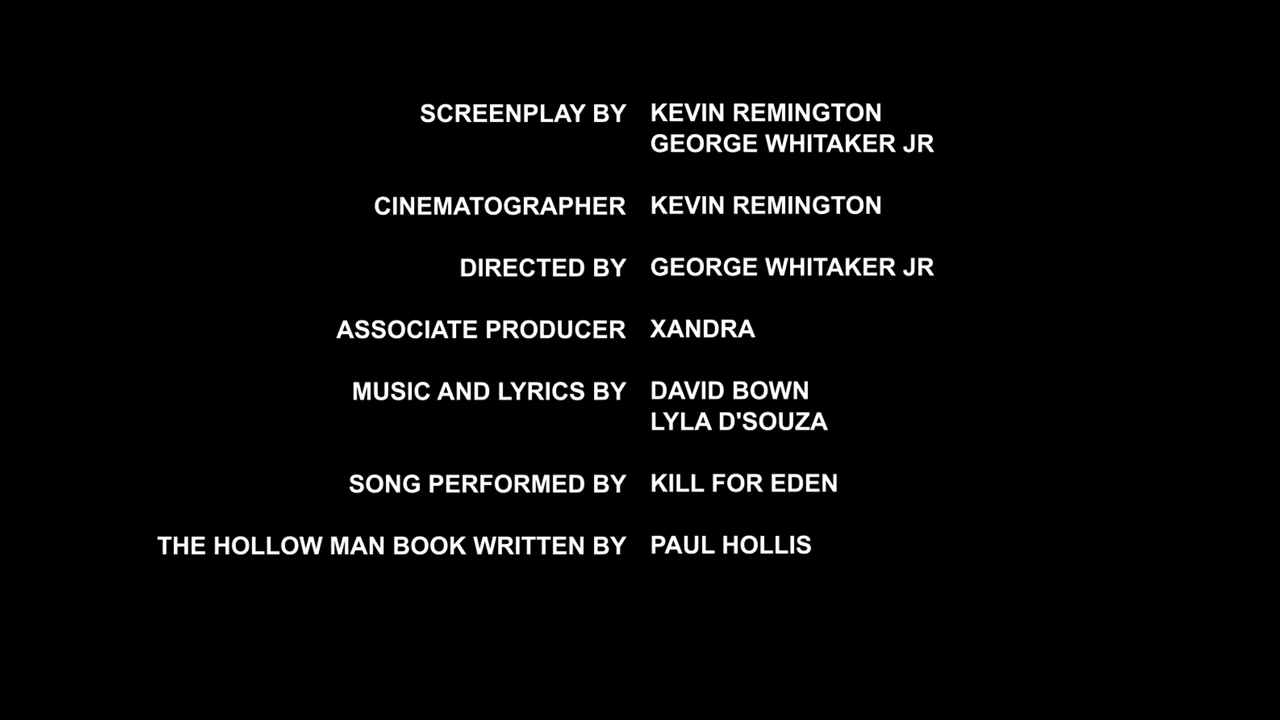 SCREENPLAY BY KEVIN REMINGTON
GEORGE WHITAKER JR
CINEMATOGRAPHER KEVIN REMINGTON
DIRECTED BY GEORGE WHITAKER JR
ASSOCIATE PRODUCER XANDRA
MUSIC AND LYRICS BY DAVID BOWN
LYLA D'SOUZA
SONG PERFORMED BY KILL FOR EDEN
THE HOLLOW MAN BOOK WRITTEN BY PAUL HOLLIS